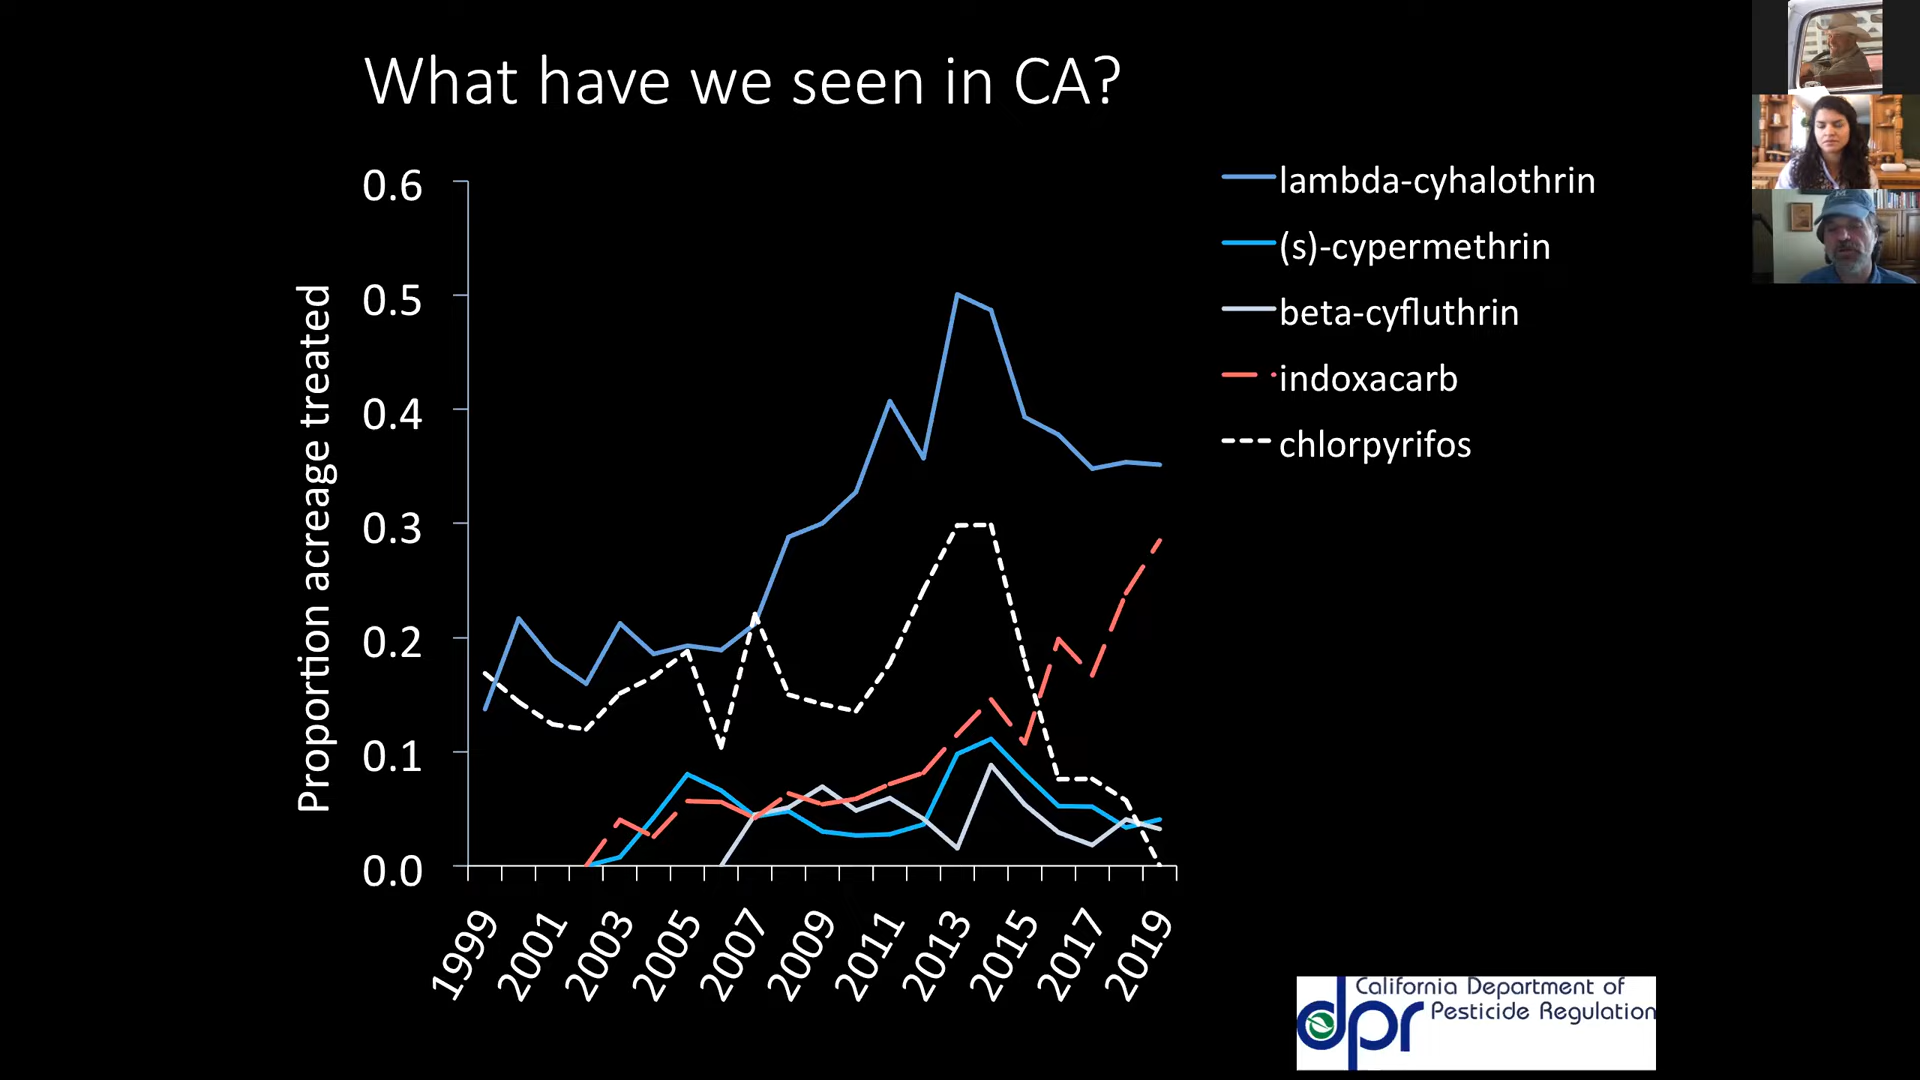 What have we seen in CA?
lambda-cyhalothrin
(s)-cypermethrin
beta-cyfluthrin
indoxacarb
chlorpyrifos
Proportion acreage treated
0.6
0.5
0.4
0.3
0.2
0.1
0.0
1999
2001
2003
2005
2007
2009
2011
2013
2015
2017
2019
California Department of
Pesticide Regulation
dpr